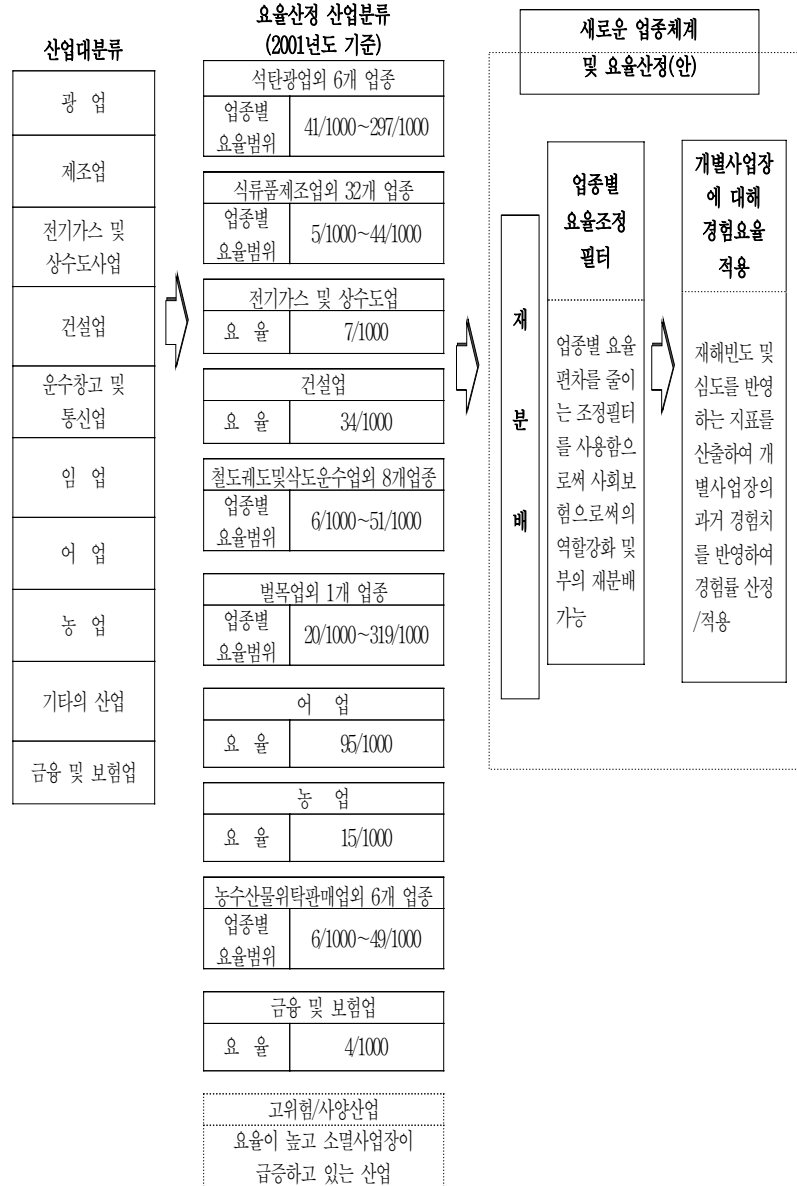 산업대분류
광 업
제조업
전기가스 및
상수도사업
건설업
운수창고 및
통신업
임 업
어 업
농 업
기타의 산업
금융 및 보험업
요율산정 산업분류
(2001년도 기준)
석탄광업외 6개 업종
업종별
요율범위
41/1000~297/1000
식류품제조업외 32개 업종
업종별
요율범위
5/1000~44/1000
전기가스 및 상수도업
요 율
7/1000
건설업
요 율
34/1000
철도궤도및삭도운수업외 8개업종
업종별
요율범위
6/1000~51/1000
벌목업외 1개 업종
업종별
요율범위
20/1000~319/1000
어 업
요 율
95/1000
농 업
요 율
15/1000
농수산물위탁판매업외 6개 업종
업종별
요율범위
6/1000~49/1000
금융 및 보험업
요 율
4/1000
고위험/사양산업
요율이 높고 소멸사업장이
급증하고 있는 산업
새로운 업종체계
및 요율산정(안)
재
분
배
업종별
요율조정
필터
업종별 요율
편차를 줄이
는 조정필터
를 사용함으
로써 사회보
험으로써의
역할강화 및
부의 재분배
가능
개별사업장
에 대해
경험요율
적용
재해빈도 및
심도를 반영
하는 지표를
산출하여 개
별사업장의
과거 경험치
를 반영하여
경험률 산정
/적용